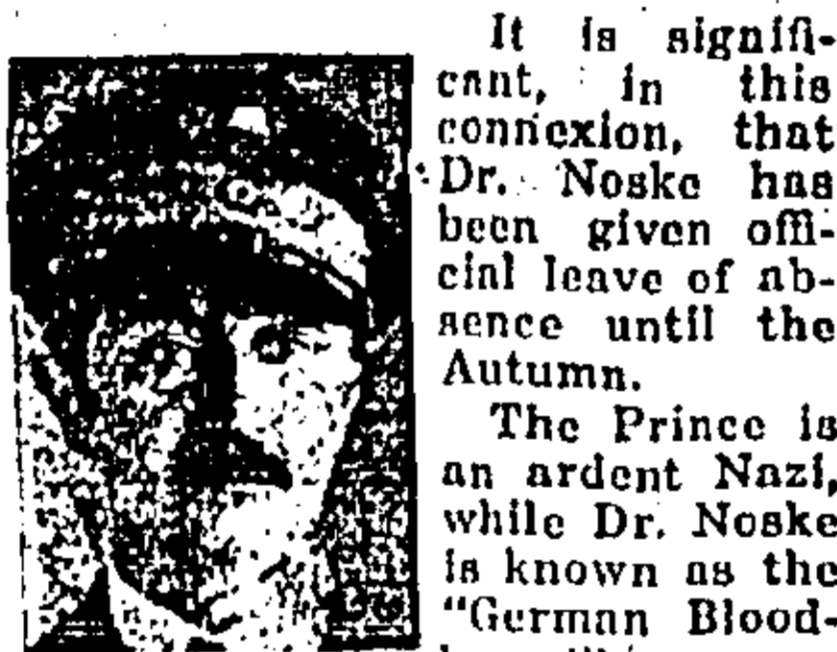 It is signifi-
cant, in this
connexion, that
Dr. Noske has
been given offi-
cial leave of ab-
sence until the
Autumn.
The Prince is
an ardent Nazi,
while Dr. Noske
is known as the
"German Blood-